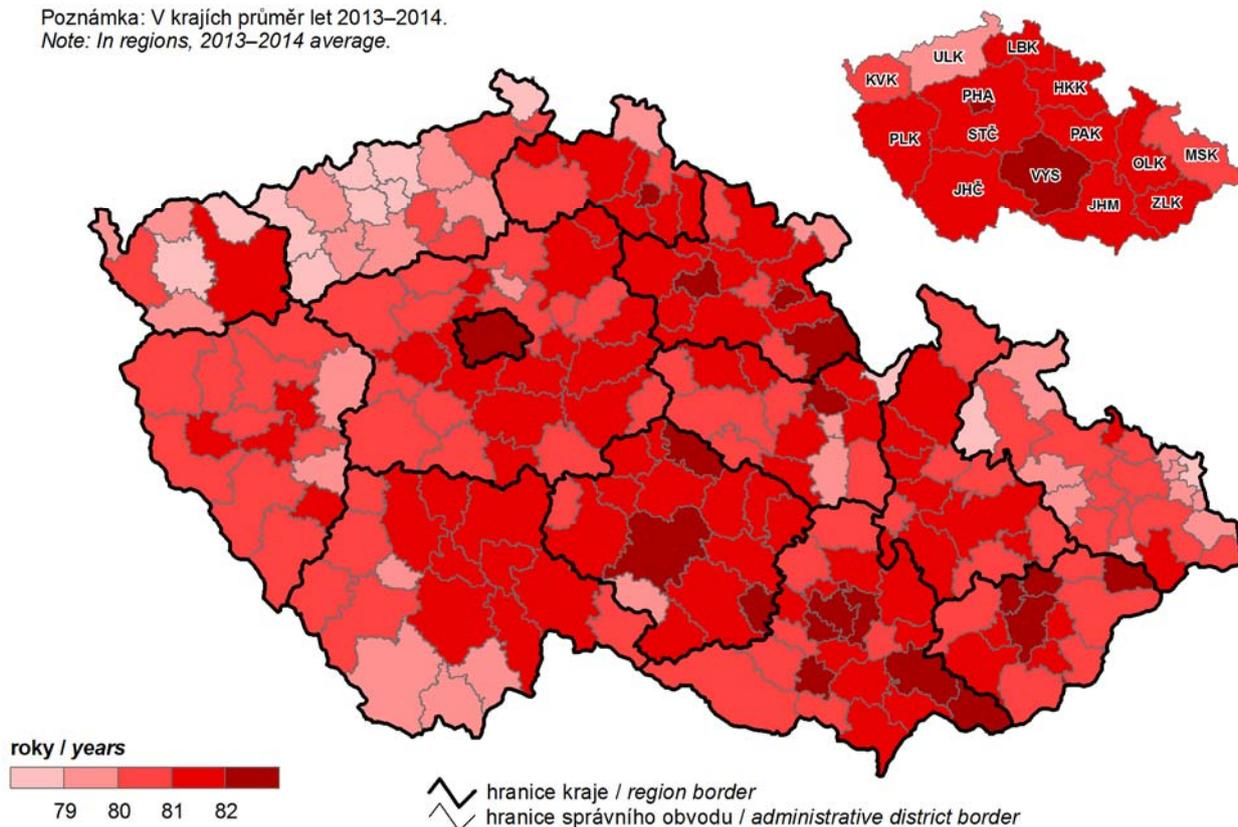 Poznámka: V krajích průměr let 2013–2014.
Note: In regions, 2013–2014 average.
LBK
ULK
KVK
HKK
PHA
PLK
STČ
PAK
MSK
OLK
VYS
JHČ
ZLK
JHM
roky / years
79 80 81 82
hranice kraje / region border
hranice správního obvodu / administrative district border